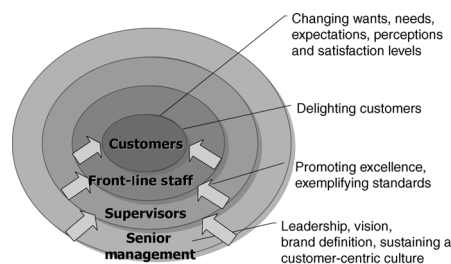 Changing wants, needs,
expectations, perceptions
and satisfaction levels
Delighting customers
Customers
Promoting excellence,
exemplifying standards
Front-line staff
Supervisors
Leadership, vision,
brand definition, sustaining a
customer-centric culture
Senior
management